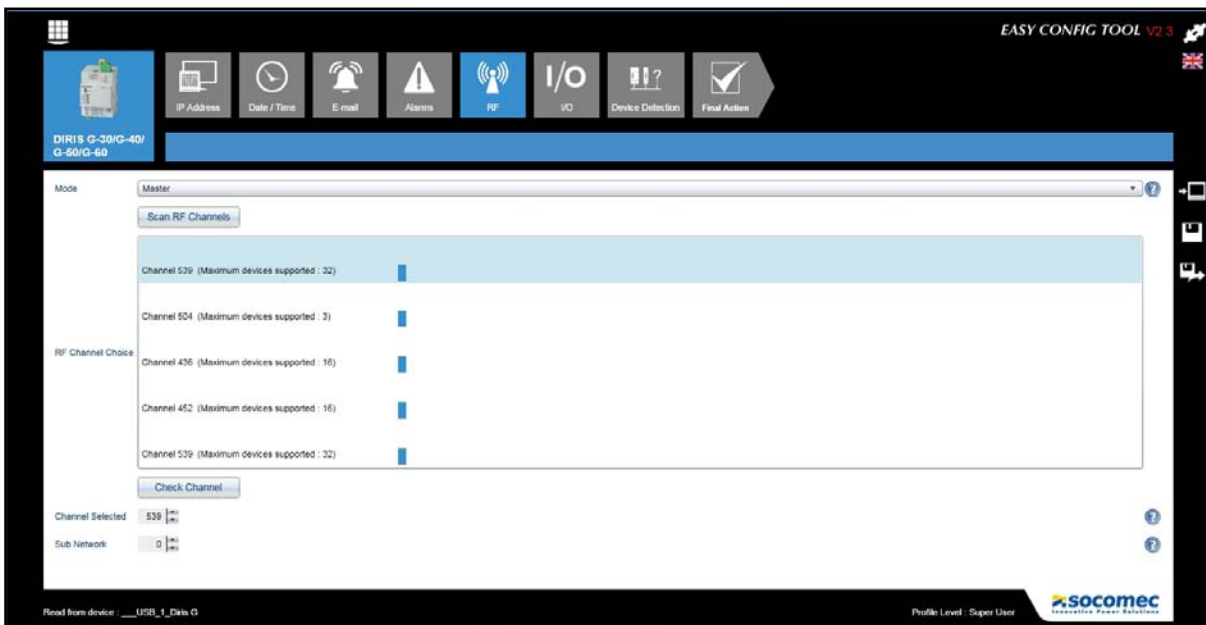 EASY CONFIG TOOL V2.3
IP Address
Date / Time
E-mail
Alarms
RF
I/O
I/O
?
Device Detection
Final Action
DIRIS G-30/G-40/
G-50/G-60
Mode
Master
?
Scan RF Channels
RF Channel Choice
Channel 539 (Maximum devices supported : 32)
Channel 504 (Maximum devices supported : 3)
Channel 436 (Maximum devices supported : 16)
Channel 452 (Maximum devices supported : 16)
Channel 539 (Maximum devices supported : 32)
Check Channel
Channel Selected
539
?
Sub Network
0
?
Read from device : ___USB_1_Diris G
Profile Level : Super User
socomec
Innovative Power Solutions